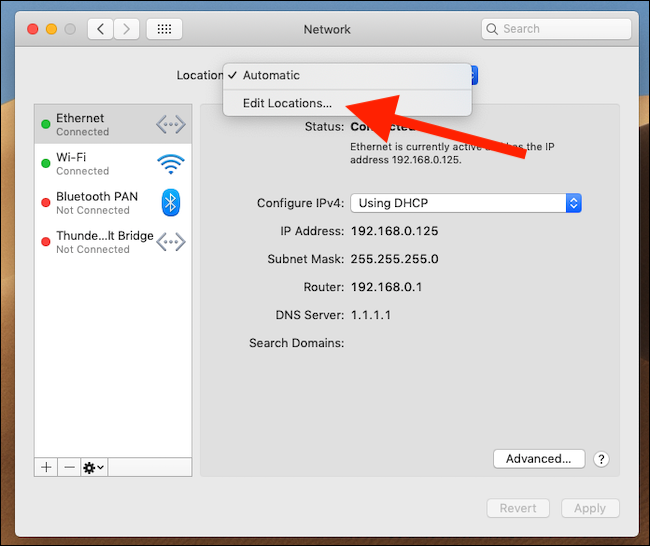 Network
Search
Location
✓ Automatic
Edit Locations...
Ethernet
Connected
Wi-Fi
Connected
Bluetooth PAN
Not Connected
Thunde...lt Bridge
Not Connected
Status:
Ethernet is currently active the IP
address 192.168.0.125.
Configure IPv4: Using DHCP
IP Address: 192.168.0.125
Subnet Mask: 255.255.255.0
Router: 192.168.0.1
DNS Server: 1.1.1.1
Search Domains:
Advanced... ?
Revert Apply